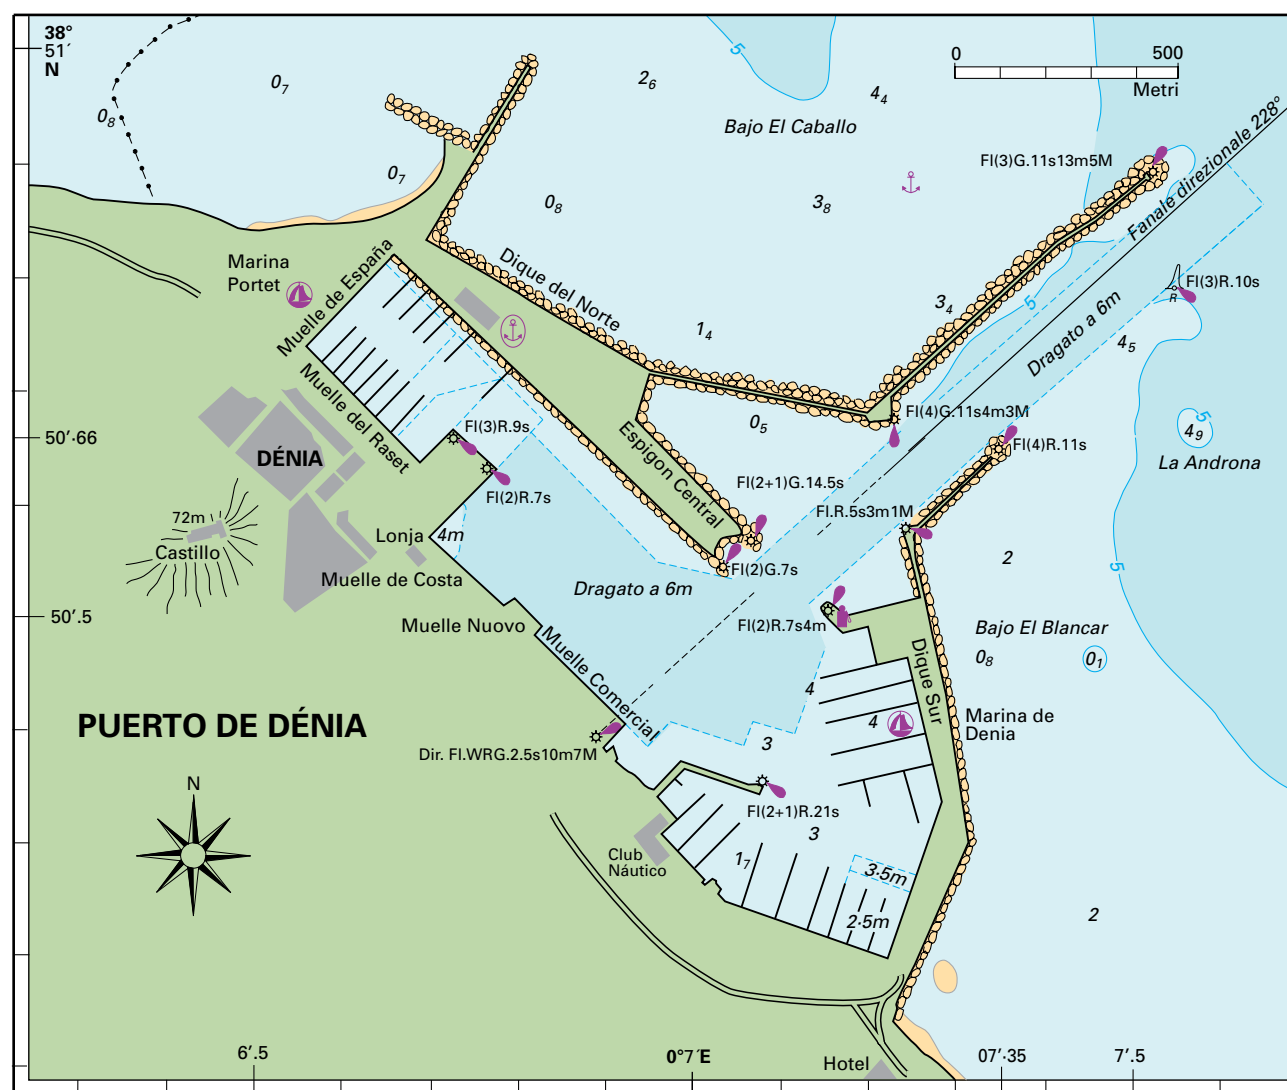 38°
51′
N
0₇
0₈
2₆
5
4₄
0
500
Metri
Bajo El Caballo
Fl(3)G.11s13m5M
Fanale direzionale 228°
0₇
0₈
3₈
Marina
Portet
Muelle de España
Dique del Norte
Fl(3)R.10s
R
5
3₄
1₄
Dragato a 6m
4₅
Muelle del Raset
0₅
Fl(4)G.11s4m3M
5
4₉
50′.66
Fl(3)R.9s
Fl(4)R.11s
DÉNIA
Espigon Central
La Androna
Fl(2)R.7s
Fl(2+1)G.14.5s
72m
Fl.R.5s3m1M
Castillo
Lonja
4m
2
5
Fl(2)G.7s
Muelle de Costa
Dragato a 6m
50′.5
Muelle Nuovo
Fl(2)R.7s4m
Bajo El Blancar
0₈
0₁
Muelle Comercial
Dique Sur
4
4
PUERTO DE DÉNIA
Marina de
Denia
3
Dir. Fl.WRG.2.5s10m7M
N
Fl(2+1)R.21s
3
Club
Náutico
1₇
3.5m
2·5m
2
6′.5
0°7′E
07′·35
7′.5
Hotel